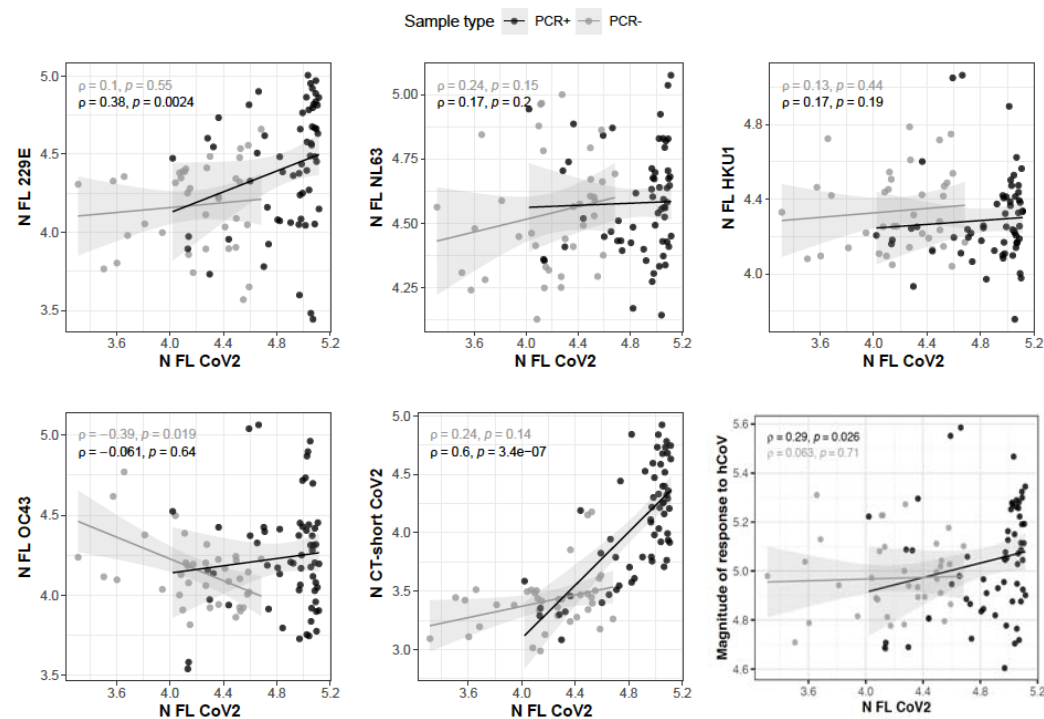 Sample type PCR+ PCR-
ρ = 0.1, p = 0.55
ρ = 0.38, p = 0.0024
5.0
4.5
4.0
3.5
N FL 229E
3.6 4.0 4.4 4.8 5.2
N FL CoV2
ρ = 0.24, p = 0.15
ρ = 0.17, p = 0.2
5.00
4.75
4.50
4.25
N FL NL63
3.6 4.0 4.4 4.8 5.2
N FL CoV2
ρ = 0.13, p = 0.44
ρ = 0.17, p = 0.19
4.8
4.4
4.0
N FL HKU1
3.6 4.0 4.4 4.8 5.2
N FL CoV2
ρ = −0.39, p = 0.019
ρ = −0.061, p = 0.64
5.0
4.5
4.0
3.5
N FL OC43
3.6 4.0 4.4 4.8 5.2
N FL CoV2
ρ = 0.24, p = 0.14
ρ = 0.6, p = 3.4e−07
5.0
4.5
4.0
3.5
3.0
N CT-short CoV2
3.6 4.0 4.4 4.8 5.2
N FL CoV2
ρ = 0.29, p = 0.026
ρ = 0.063, p = 0.71
5.6
5.4
5.2
5.0
4.8
4.6
Magnitude of response to hCoV
3.6 4.0 4.4 4.8 5.2
N FL CoV2